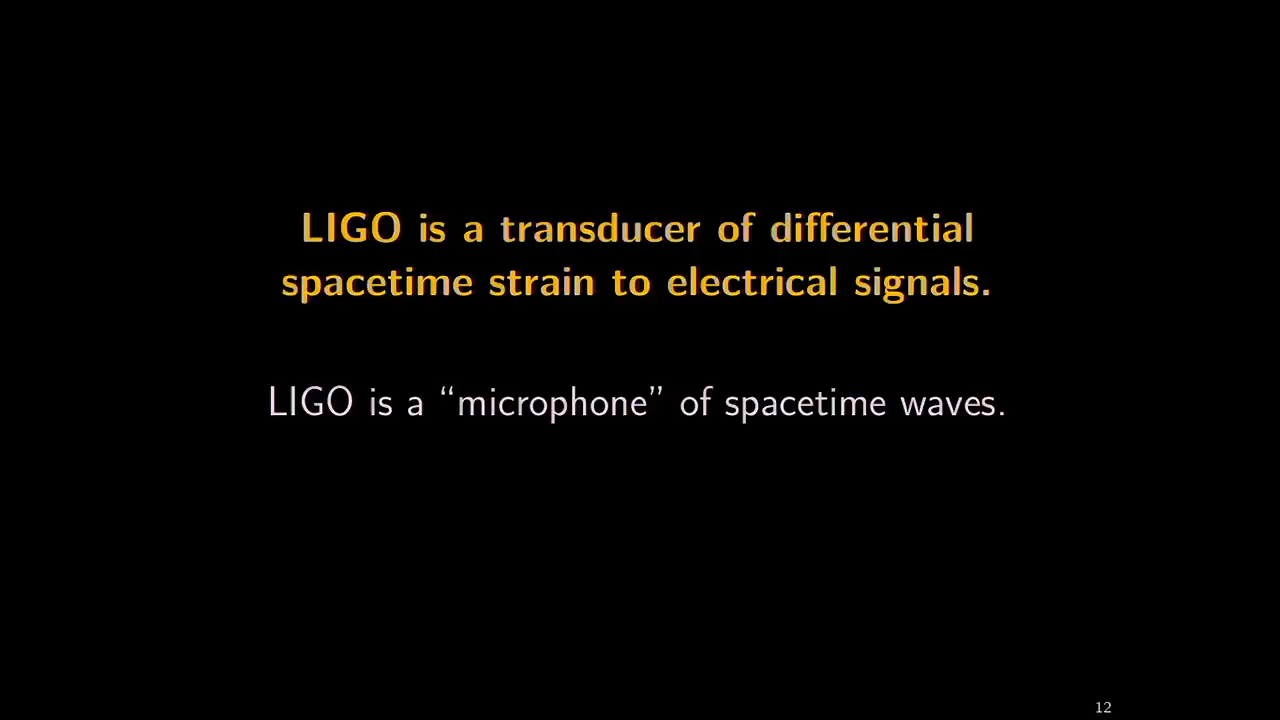 LIGO is a transducer of differential
spacetime strain to electrical signals.
LIGO is a “microphone” of spacetime waves.
12